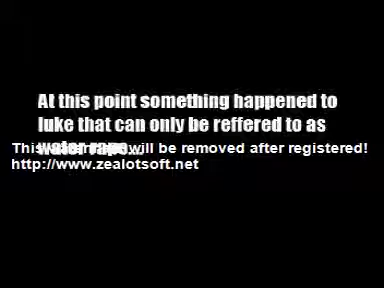 At this point something happened to
luke that can only be reffered to as
water rape...
This will be removed after registered!
http://www.zealotsoft.net